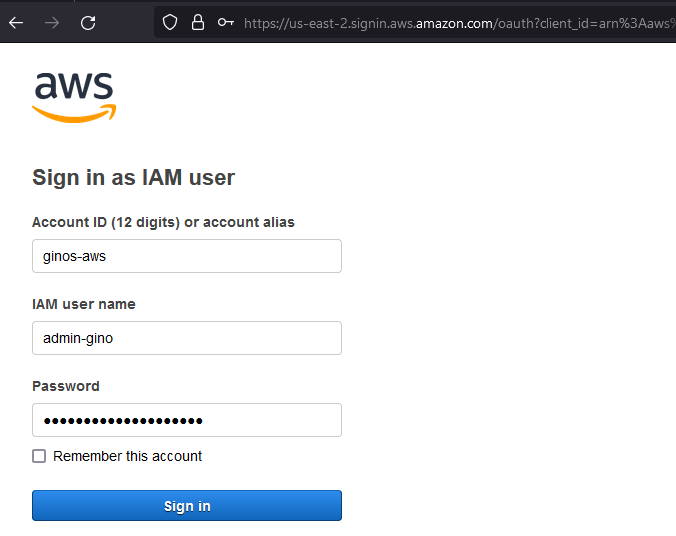 https://us-east-2.signin.aws.amazon.com/oauth?client_id=arn%3Aaws%
aws
Sign in as IAM user
Account ID (12 digits) or account alias
ginos-aws
IAM user name
admin-gino
Password
••••••••••••••••••••
Remember this account
Sign in